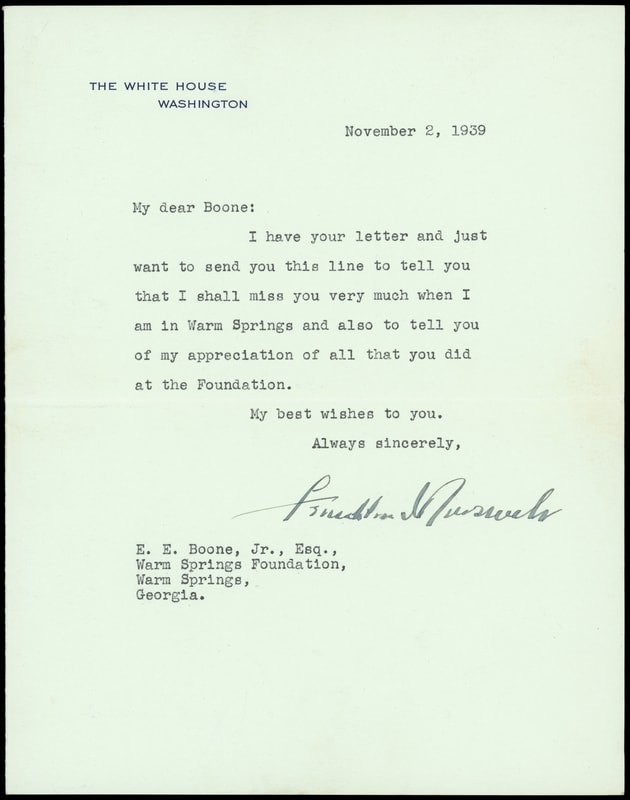 THE WHITE HOUSE
WASHINGTON
November 2, 1939
My dear Boone:
I have your letter and just
want to send you this line to tell you
that I shall miss you very much when I
am in Warm Springs and also to tell you
of my appreciation of all that you did
at the Foundation.
My best wishes to you.
Always sincerely,
Franklin D Roosevelt
E. E. Boone, Jr., Esq.,
Warm Springs Foundation,
Warm Springs,
Georgia.